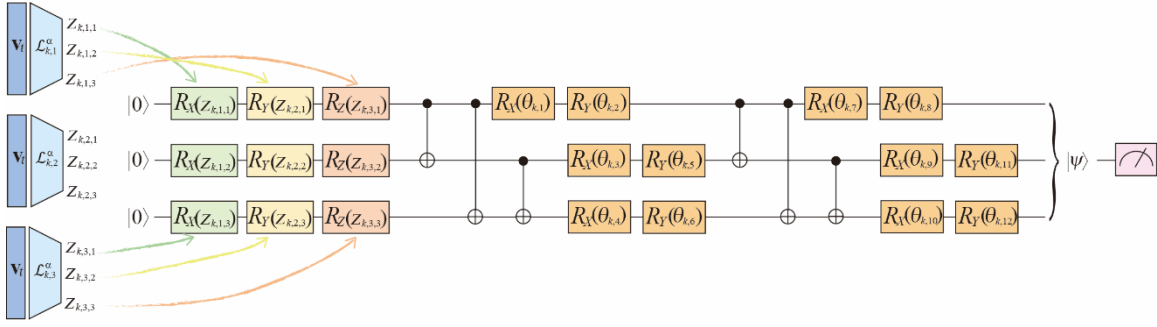 V_t L^α_{k,1} Z_{k,1,1}
Z_{k,1,2}
Z_{k,1,3}
|0⟩ R_X(Z_{k,1,1}) R_Y(Z_{k,2,1}) R_Z(Z_{k,3,1}) R_X(θ_{k,1}) R_Y(θ_{k,2}) R_X(θ_{k,7}) R_Y(θ_{k,8})
Z_{k,2,1}
V_t L^α_{k,2} Z_{k,2,2} |0⟩ R_X(Z_{k,1,2}) R_Y(Z_{k,2,2}) R_Z(Z_{k,3,2}) R_X(θ_{k,3}) R_Y(θ_{k,5}) R_X(θ_{k,9}) R_Y(θ_{k,11}) |ψ⟩
Z_{k,2,3}
|0⟩ R_X(Z_{k,1,3}) R_Y(Z_{k,2,3}) R_Z(Z_{k,3,3}) R_X(θ_{k,4}) R_Y(θ_{k,6}) R_X(θ_{k,10}) R_Y(θ_{k,12})
Z_{k,3,1}
V_t L^α_{k,3} Z_{k,3,2}
Z_{k,3,3}